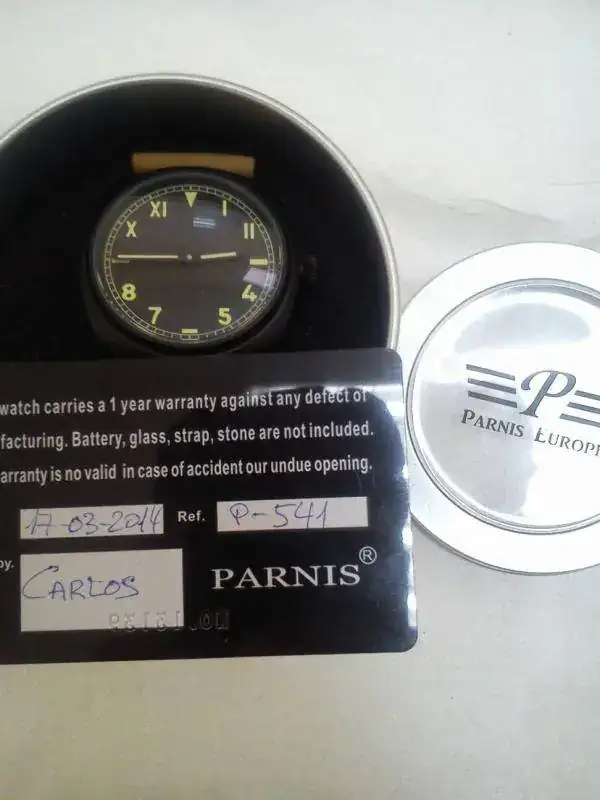 XI I
X II
8 4
7 5
watch carries a 1 year warranty against any defect of
facturing. Battery, glass, strap, stone are not included.
arranty is no valid in case of accident our undue opening.
17-03-2014 Ref. P-541
by.
CARLOS
PARNIS®
P
PARNIS EUROP